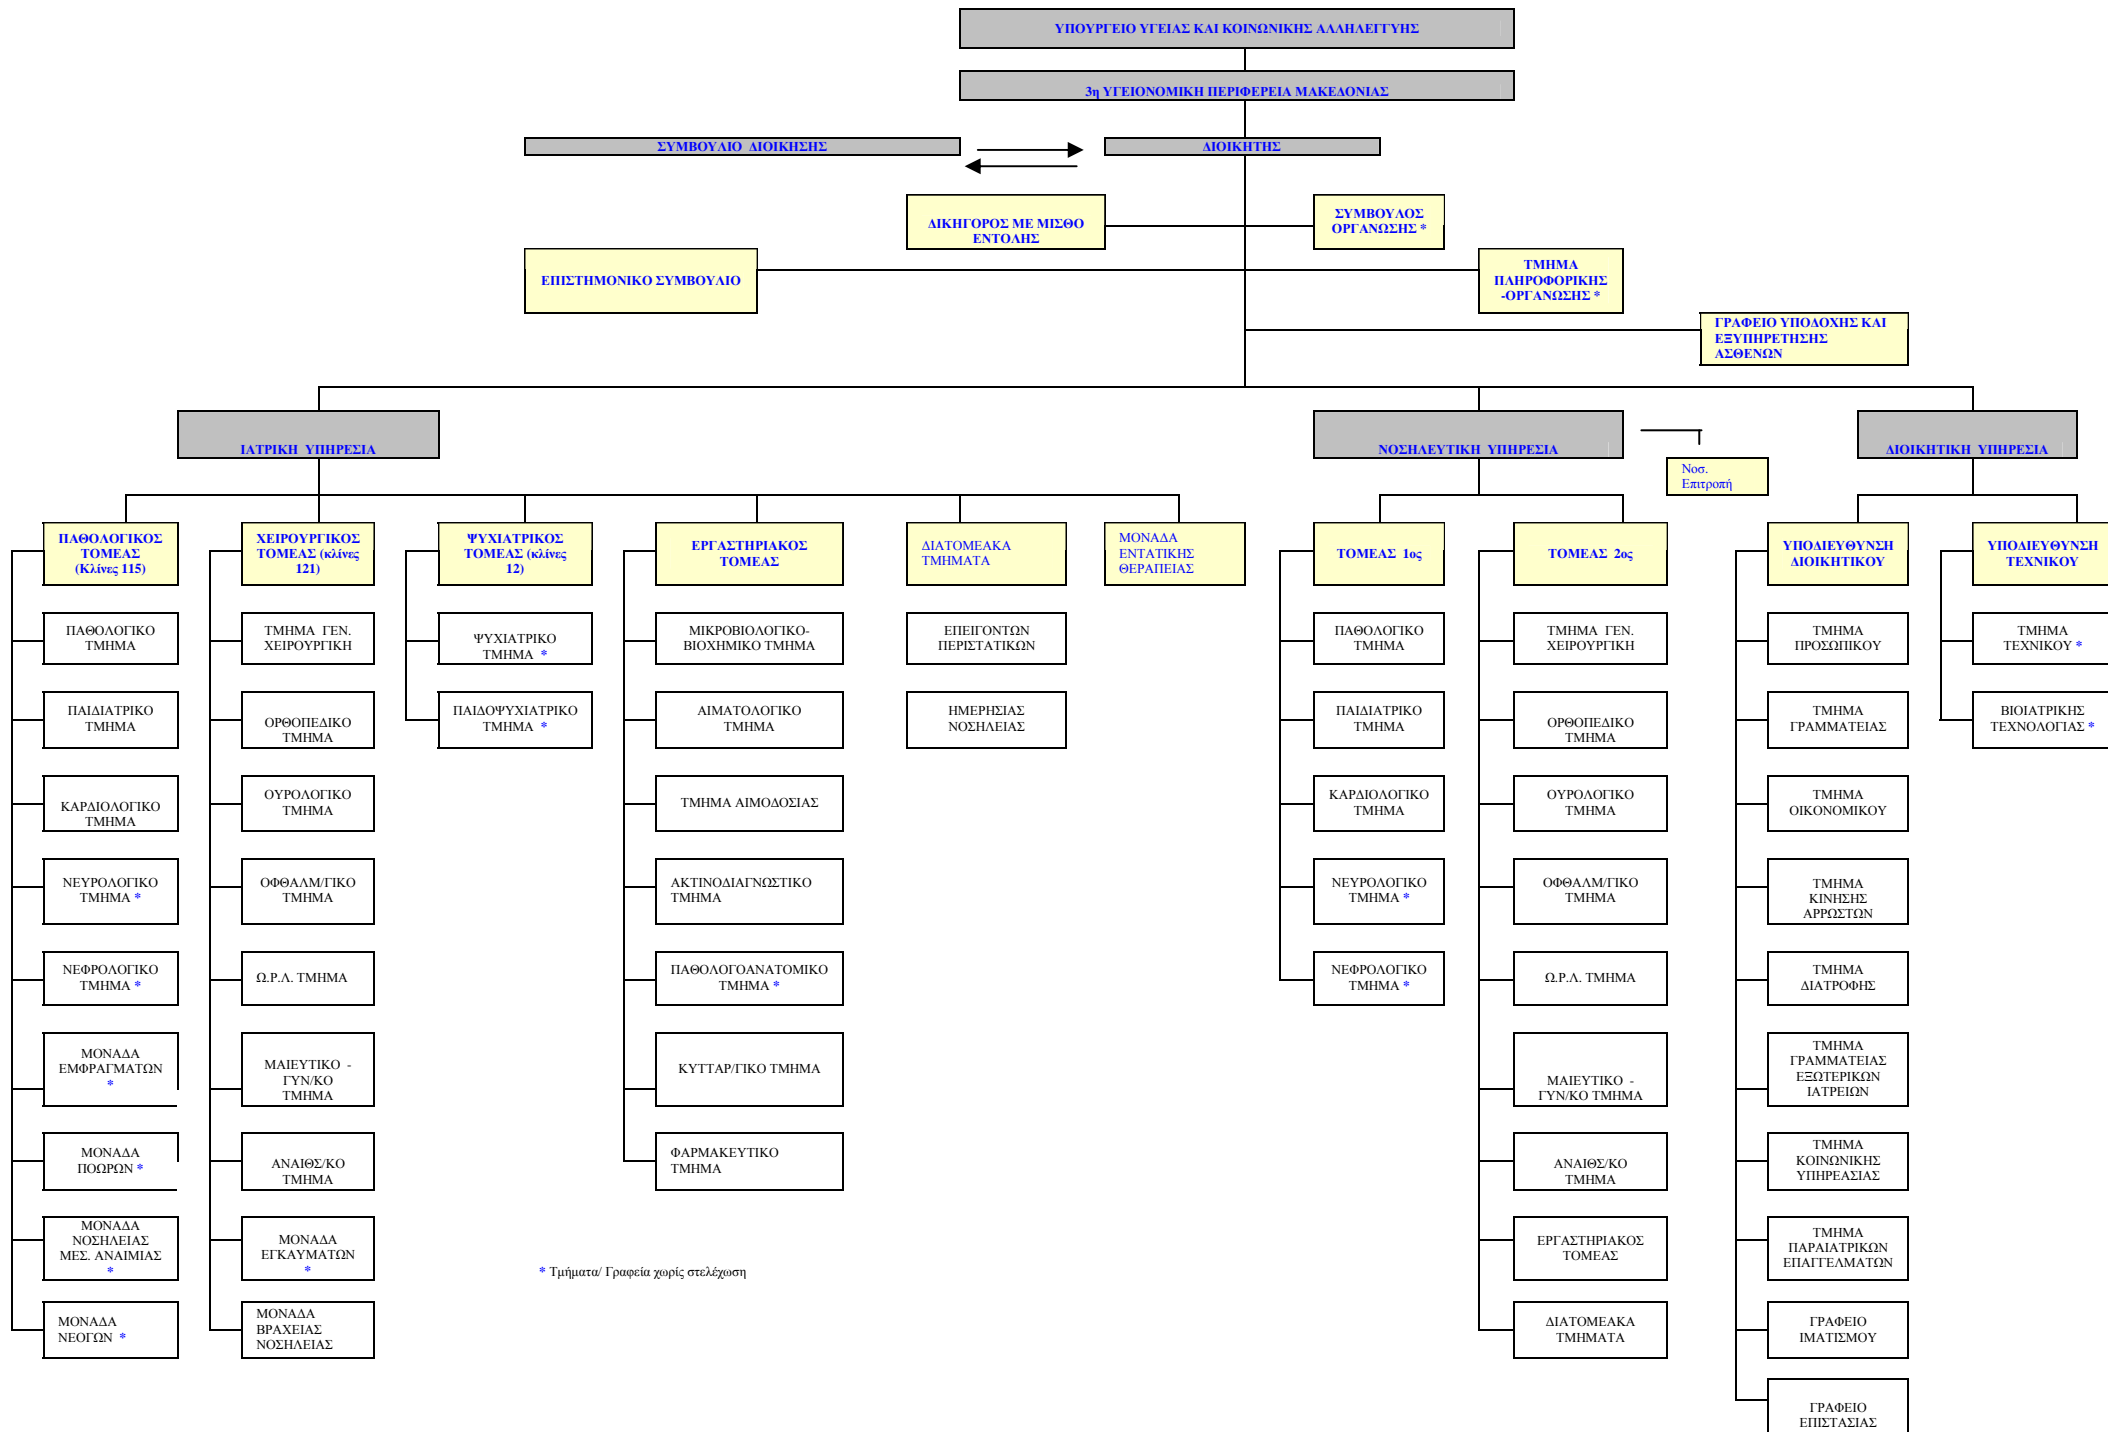 ΥΠΟΥΡΓΕΙΟ ΥΓΕΙΑΣ ΚΑΙ ΚΟΙΝΩΝΙΚΗΣ ΑΛΛΗΛΕΓΓΥΗΣ
3η ΥΓΕΙΟΝΟΜΙΚΗ ΠΕΡΙΦΕΡΕΙΑ ΜΑΚΕΔΟΝΙΑΣ
ΣΥΜΒΟΥΛΙΟ ΔΙΟΙΚΗΣΗΣ
ΔΙΟΙΚΗΤΗΣ
ΔΙΚΗΓΟΡΟΣ ΜΕ ΜΙΣΘΟ
ΕΝΤΟΛΗΣ
ΣΥΜΒΟΥΛΟΣ
ΟΡΓΑΝΩΣΗΣ *
ΕΠΙΣΤΗΜΟΝΙΚΟ ΣΥΜΒΟΥΛΙΟ
ΤΜΗΜΑ
ΠΛΗΡΟΦΟΡΙΚΗΣ
-ΟΡΓΑΝΩΣΗΣ *
ΓΡΑΦΕΙΟ ΥΠΟΔΟΧΗΣ ΚΑΙ
ΕΞΥΠΗΡΕΤΗΣΗΣ
ΑΣΘΕΝΩΝ
ΙΑΤΡΙΚΗ ΥΠΗΡΕΣΙΑ
ΝΟΣΗΛΕΥΤΙΚΗ ΥΠΗΡΕΣΙΑ
ΔΙΟΙΚΗΤΙΚΗ ΥΠΗΡΕΣΙΑ
Νοσ.
Επιτροπή
ΠΑΘΟΛΟΓΙΚΟΣ
ΤΟΜΕΑΣ
(Κλίνες 115)
ΧΕΙΡΟΥΡΓΙΚΟΣ
ΤΟΜΕΑΣ (κλίνες
121)
ΨΥΧΙΑΤΡΙΚΟΣ
ΤΟΜΕΑΣ (κλίνες
12)
ΕΡΓΑΣΤΗΡΙΑΚΟΣ
ΤΟΜΕΑΣ
ΔΙΑΤΟΜΕΑΚΑ
ΤΜΗΜΑΤΑ
ΜΟΝΑΔΑ
ΕΝΤΑΤΙΚΗΣ
ΘΕΡΑΠΕΙΑΣ
ΤΟΜΕΑΣ 1ος
ΤΟΜΕΑΣ 2ος
ΥΠΟΔΙΕΥΘΥΝΣΗ
ΔΙΟΙΚΗΤΙΚΟΥ
ΥΠΟΔΙΕΥΘΥΝΣΗ
ΤΕΧΝΙΚΟΥ
ΠΑΘΟΛΟΓΙΚΟ
ΤΜΗΜΑ
ΤΜΗΜΑ ΓΕΝ.
ΧΕΙΡΟΥΡΓΙΚΗ
ΨΥΧΙΑΤΡΙΚΟ
ΤΜΗΜΑ *
ΜΙΚΡΟΒΙΟΛΟΓΙΚΟ-
ΒΙΟΧΗΜΙΚΟ ΤΜΗΜΑ
ΕΠΕΙΓΟΝΤΩΝ
ΠΕΡΙΣΤΑΤΙΚΩΝ
ΠΑΘΟΛΟΓΙΚΟ
ΤΜΗΜΑ
ΤΜΗΜΑ ΓΕΝ.
ΧΕΙΡΟΥΡΓΙΚΗ
ΤΜΗΜΑ
ΠΡΟΣΩΠΙΚΟΥ
ΤΜΗΜΑ
ΤΕΧΝΙΚΟΥ *
ΠΑΙΔΙΑΤΡΙΚΟ
ΤΜΗΜΑ
ΟΡΘΟΠΕΔΙΚΟ
ΤΜΗΜΑ
ΠΑΙΔΟΨΥΧΙΑΤΡΙΚΟ
ΤΜΗΜΑ *
ΑΙΜΑΤΟΛΟΓΙΚΟ
ΤΜΗΜΑ
ΗΜΕΡΗΣΙΑΣ
ΝΟΣΗΛΕΙΑΣ
ΠΑΙΔΙΑΤΡΙΚΟ
ΤΜΗΜΑ
ΟΡΘΟΠΕΔΙΚΟ
ΤΜΗΜΑ
ΤΜΗΜΑ
ΓΡΑΜΜΑΤΕΙΑΣ
ΒΙΟΙΑΤΡΙΚΗΣ
ΤΕΧΝΟΛΟΓΙΑΣ *
ΚΑΡΔΙΟΛΟΓΙΚΟ
ΤΜΗΜΑ
ΟΥΡΟΛΟΓΙΚΟ
ΤΜΗΜΑ
ΤΜΗΜΑ ΑΙΜΟΔΟΣΙΑΣ
ΚΑΡΔΙΟΛΟΓΙΚΟ
ΤΜΗΜΑ
ΟΥΡΟΛΟΓΙΚΟ
ΤΜΗΜΑ
ΤΜΗΜΑ
ΟΙΚΟΝΟΜΙΚΟΥ
ΝΕΥΡΟΛΟΓΙΚΟ
ΤΜΗΜΑ *
ΟΦΘΑΛΜ/ΓΙΚΟ
ΤΜΗΜΑ
ΑΚΤΙΝΟΔΙΑΓΝΩΣΤΙΚΟ
ΤΜΗΜΑ
ΝΕΥΡΟΛΟΓΙΚΟ
ΤΜΗΜΑ *
ΟΦΘΑΛΜ/ΓΙΚΟ
ΤΜΗΜΑ
ΤΜΗΜΑ
ΚΙΝΗΣΗΣ
ΑΡΡΩΣΤΩΝ
ΝΕΦΡΟΛΟΓΙΚΟ
ΤΜΗΜΑ *
Ω.Ρ.Λ. ΤΜΗΜΑ
ΠΑΘΟΛΟΓΟΑΝΑΤΟΜΙΚΟ
ΤΜΗΜΑ *
ΝΕΦΡΟΛΟΓΙΚΟ
ΤΜΗΜΑ *
Ω.Ρ.Λ. ΤΜΗΜΑ
ΤΜΗΜΑ
ΔΙΑΤΡΟΦΗΣ
ΜΟΝΑΔΑ
ΕΜΦΡΑΓΜΑΤΩΝ
*
ΜΑΙΕΥΤΙΚΟ -
ΓΥΝ/ΚΟ
ΤΜΗΜΑ
ΚΥΤΤΑΡ/ΓΙΚΟ ΤΜΗΜΑ
ΜΑΙΕΥΤΙΚΟ -
ΓΥΝ/ΚΟ ΤΜΗΜΑ
ΤΜΗΜΑ
ΓΡΑΜΜΑΤΕΙΑΣ
ΕΞΩΤΕΡΙΚΩΝ
ΙΑΤΡΕΙΩΝ
ΜΟΝΑΔΑ
ΠΟΩΡΩΝ *
ΑΝΑΙΘΣ/ΚΟ
ΤΜΗΜΑ
ΦΑΡΜΑΚΕΥΤΙΚΟ
ΤΜΗΜΑ
ΑΝΑΙΘΣ/ΚΟ
ΤΜΗΜΑ
ΤΜΗΜΑ
ΚΟΙΝΩΝΙΚΗΣ
ΥΠΗΡΕΑΣΙΑΣ
ΜΟΝΑΔΑ
ΝΟΣΗΛΕΙΑΣ
ΜΕΣ. ΑΝΑΙΜΙΑΣ
*
ΜΟΝΑΔΑ
ΕΓΚΑΥΜΑΤΩΝ
*
* Τμήματα/ Γραφεία χωρίς στελέχωση
ΕΡΓΑΣΤΗΡΙΑΚΟΣ
ΤΟΜΕΑΣ
ΤΜΗΜΑ
ΠΑΡΑΙΑΤΡΙΚΩΝ
ΕΠΑΓΓΕΛΜΑΤΩΝ
ΜΟΝΑΔΑ
ΝΕΟΓΩΝ *
ΜΟΝΑΔΑ
ΒΡΑΧΕΙΑΣ
ΝΟΣΗΛΕΙΑΣ
ΔΙΑΤΟΜΕΑΚΑ
ΤΜΗΜΑΤΑ
ΓΡΑΦΕΙΟ
ΙΜΑΤΙΣΜΟΥ
ΓΡΑΦΕΙΟ
ΕΠΙΣΤΑΣΙΑΣ